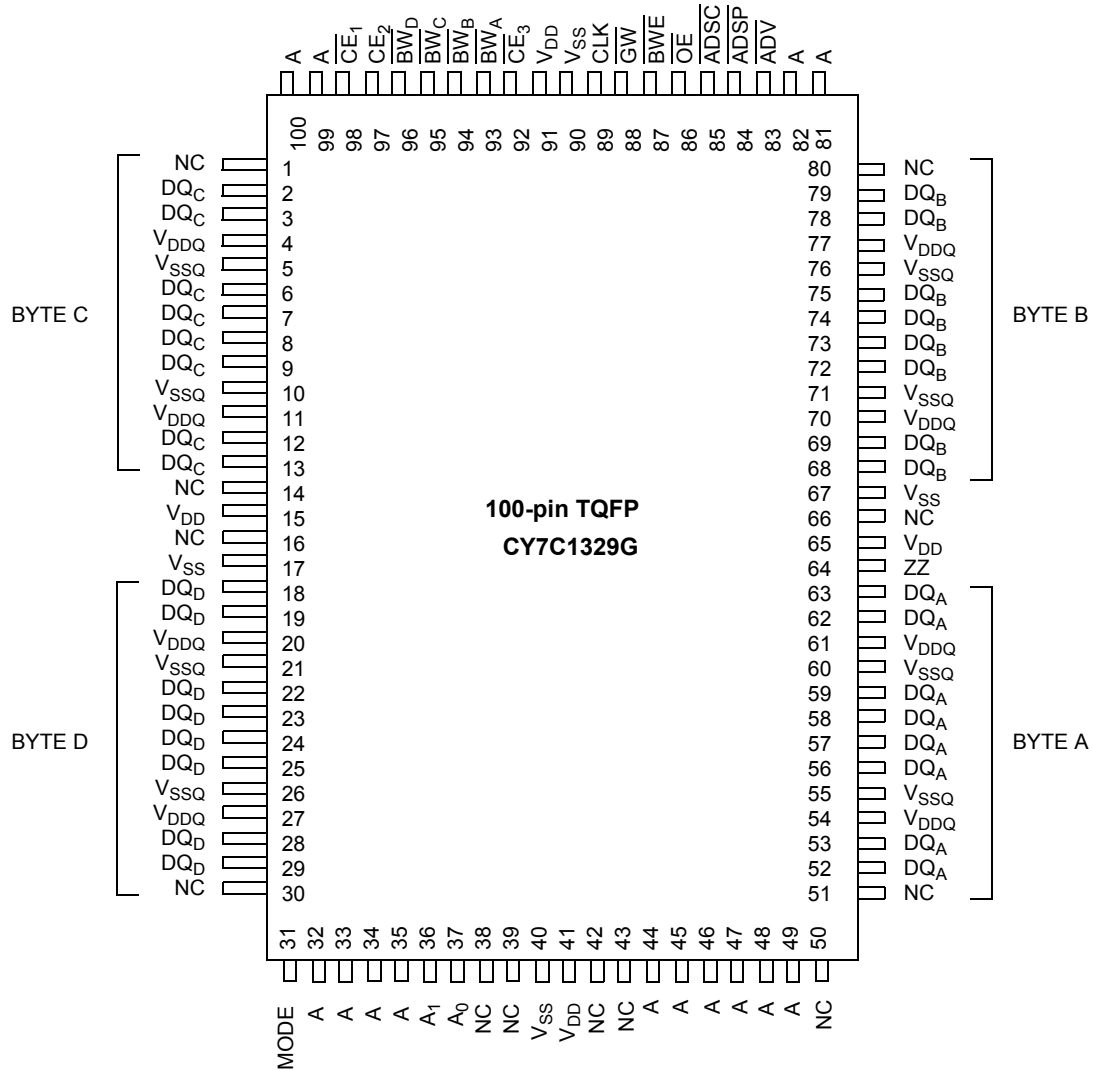 A A CE1 CE2 BWD BWC BWB BWA CE3 VDD VSS CLK GW BWE OE ADSC ADSP ADV A A
100 99 98 97 96 95 94 93 92 91 90 89 88 87 86 85 84 83 82 81
NC 1 80 NC
DQC 2 79 DQB
DQC 3 78 DQB
VDDQ 4 77 VDDQ
VSSQ 5 76 VSSQ
DQC 6 75 DQB
BYTE C DQC 7 74 DQB BYTE B
DQC 8 73 DQB
DQC 9 72 DQB
VSSQ 10 71 VSSQ
VDDQ 11 70 VDDQ
DQC 12 69 DQB
DQC 13 68 DQB
NC 14 67 VSS
VDD 15 100-pin TQFP 66 NC
NC 16 CY7C1329G 65 VDD
VSS 17 64 ZZ
DQD 18 63 DQA
DQD 19 62 DQA
VDDQ 20 61 VDDQ
VSSQ 21 60 VSSQ
DQD 22 59 DQA
DQD 23 58 DQA
BYTE D DQD 24 57 DQA BYTE A
DQD 25 56 DQA
VSSQ 26 55 VSSQ
VDDQ 27 54 VDDQ
DQD 28 53 DQA
DQD 29 52 DQA
NC 30 51 NC
31 32 33 34 35 36 37 38 39 40 41 42 43 44 45 46 47 48 49 50
MODE A A A A A1 A0 NC NC VSS VDD NC NC A A A A A A NC